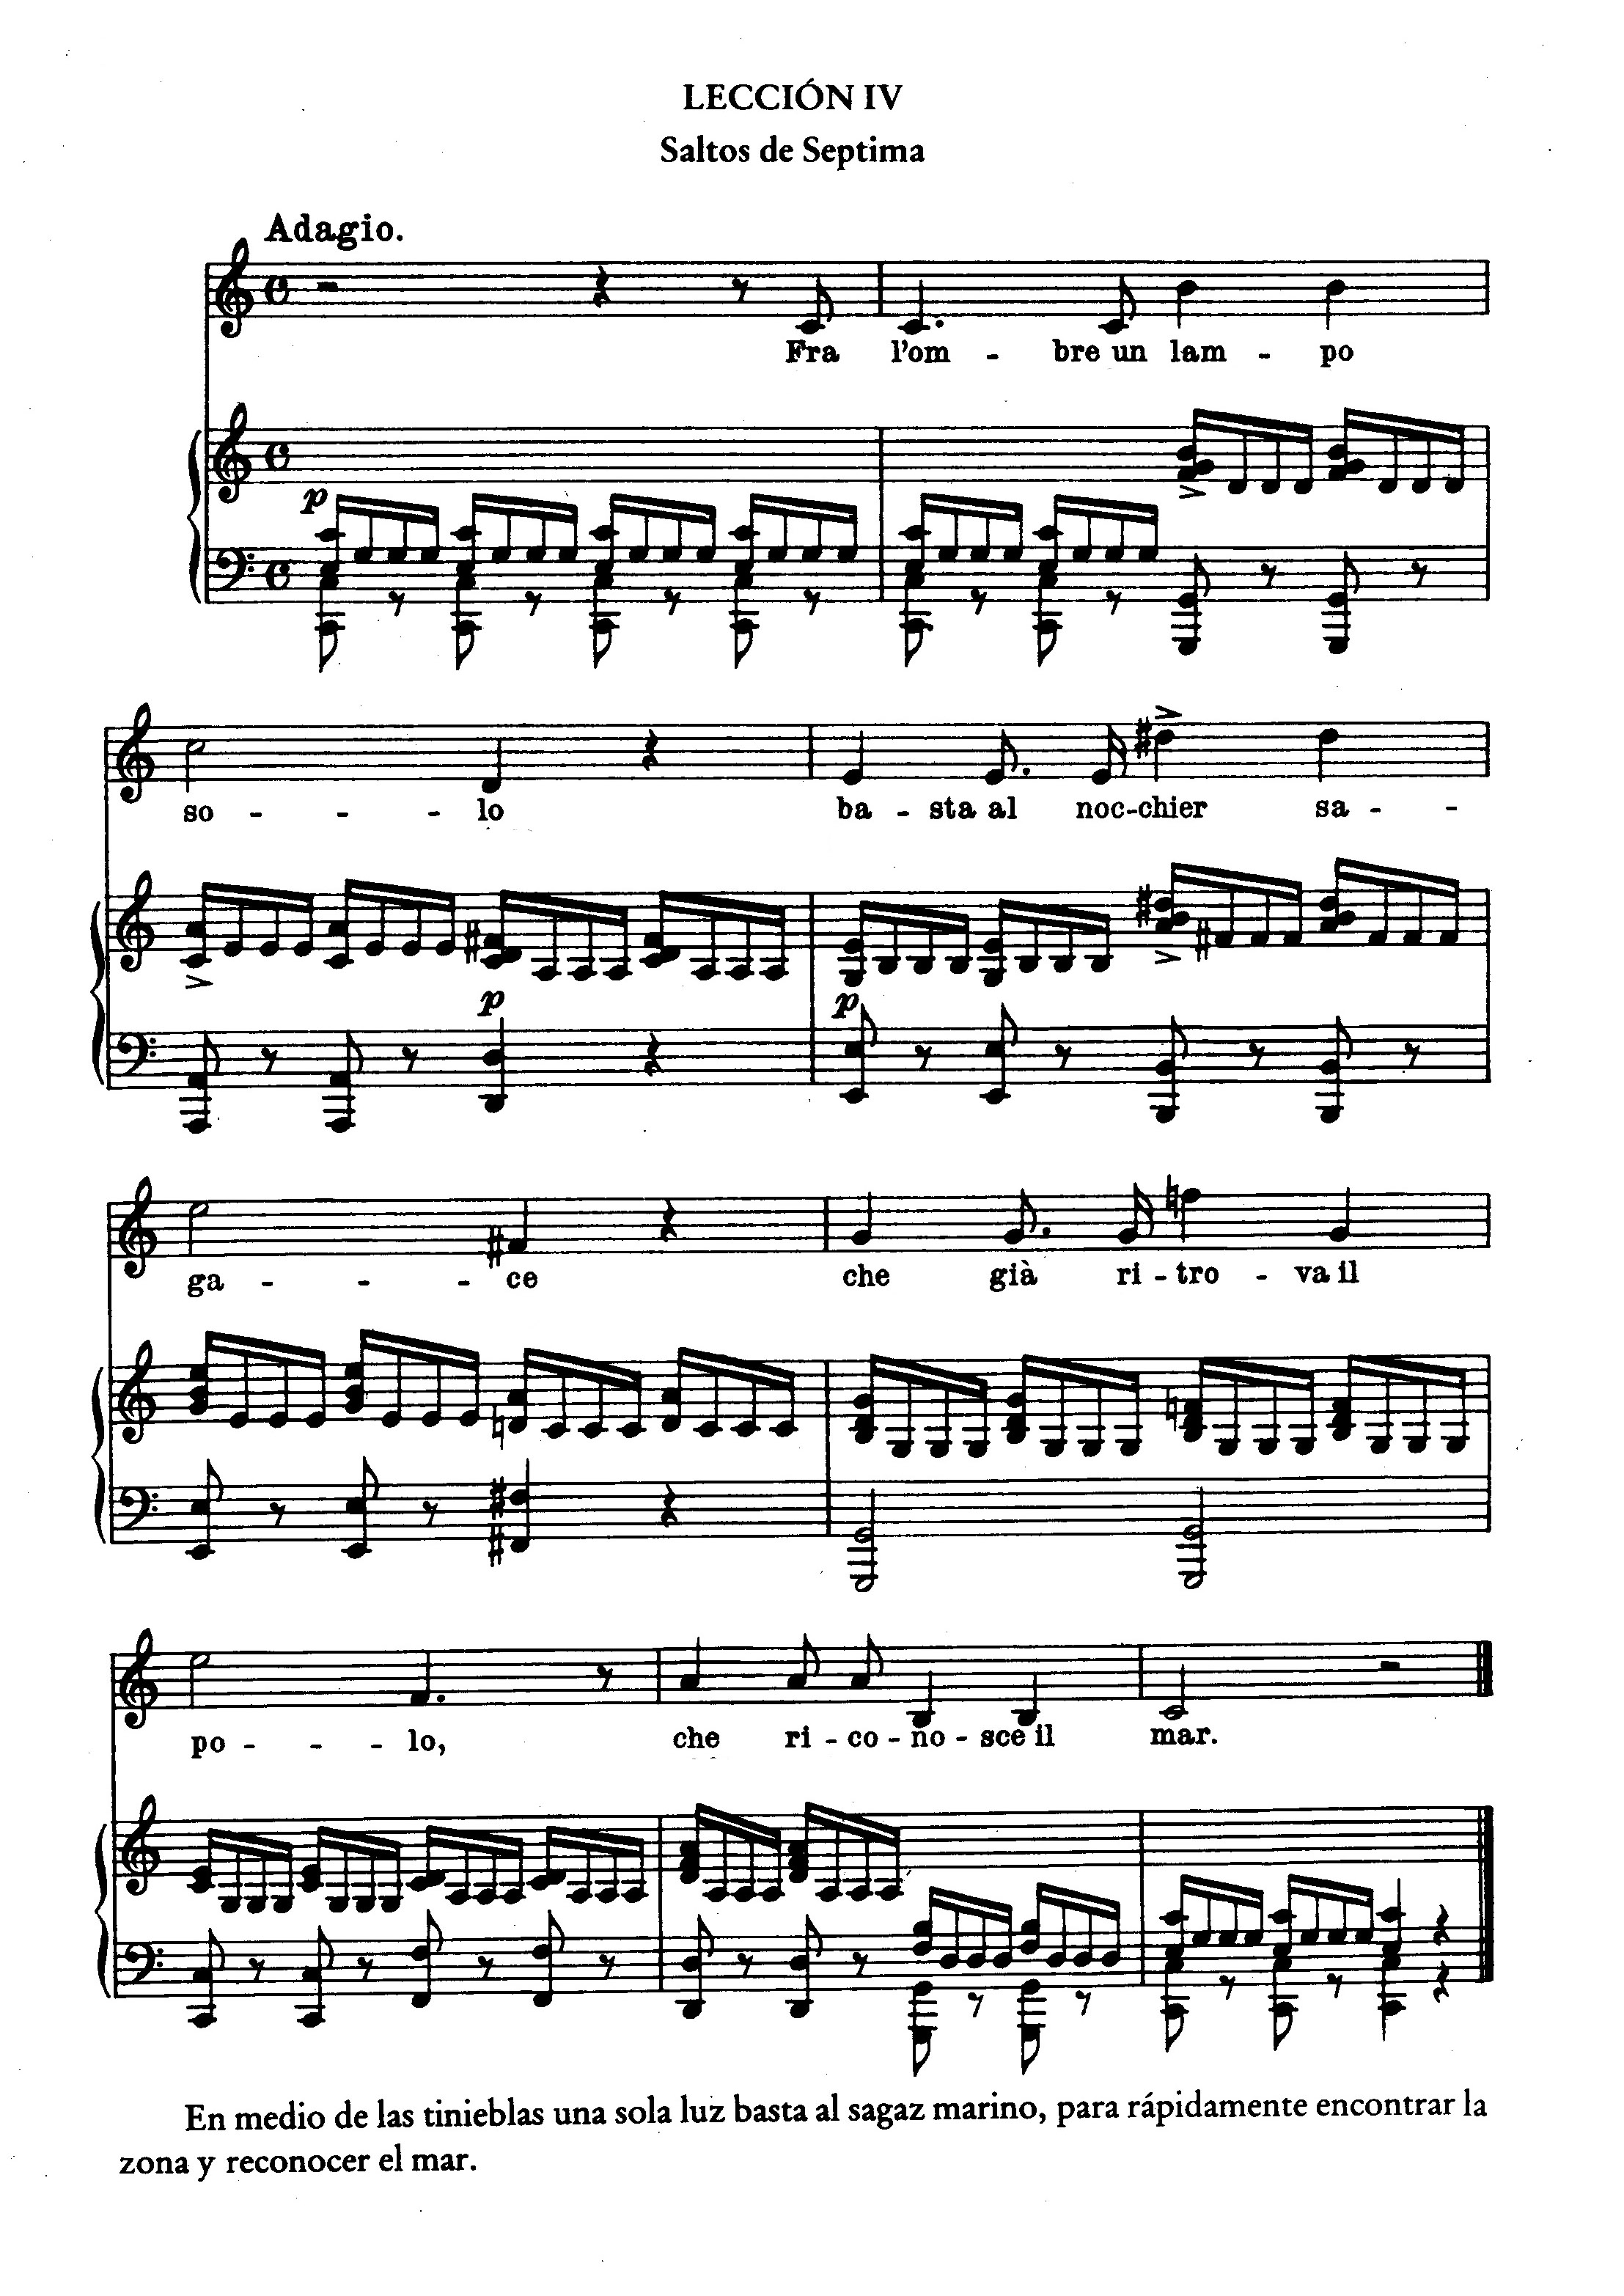 LECCIÓN IV
Saltos de Septima
Adagio.
Fra l'om - bre un lam - po
p
so - - - lo ba - sta al noc-chier sa - -
p p
ga - - - ce che già ri - tro - va il
po - - - lo, che ri - co - no - sce il mar.
En medio de las tinieblas una sola luz basta al sagaz marino, para rápidamente encontrar la
zona y reconocer el mar.